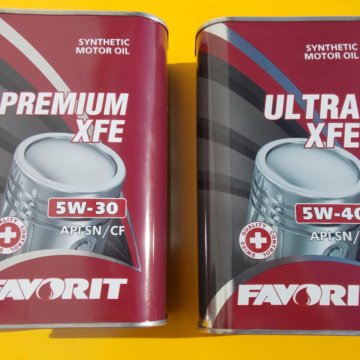 SYNTHETIC
MOTOR OIL
PREMIUM
XFE
5W-30
API SN/CF
FAVORIT
SYNTHETIC
MOTOR OIL
ULTRA
XFE
5W-40
API SN/
FAVORIT